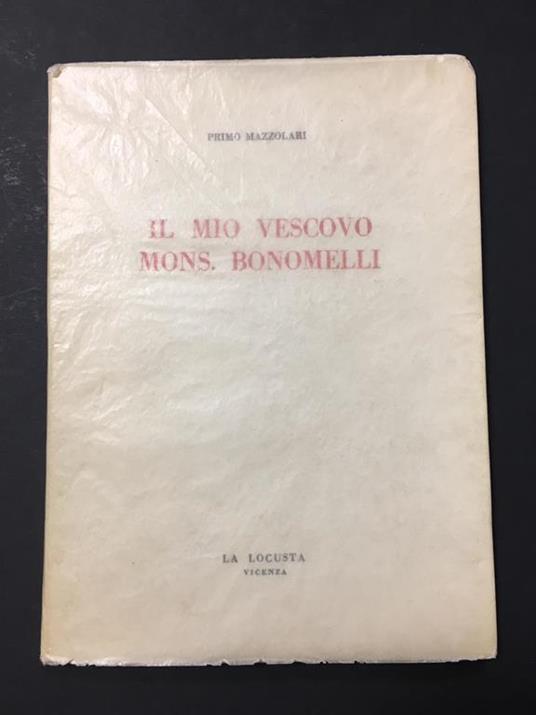 PRIMO MAZZOLARI
IL MIO VESCOVO
MONS. BONOMELLI
LA LOCUSTA
VICENZA